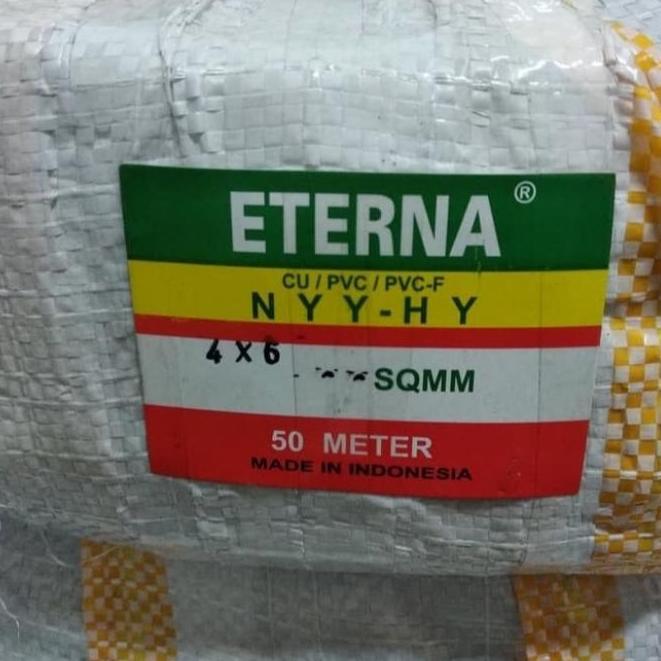 ETERNA ®
CU / PVC / PVC-F
NYY-HY
4 x 6 SQMM
50 METER
MADE IN INDONESIA